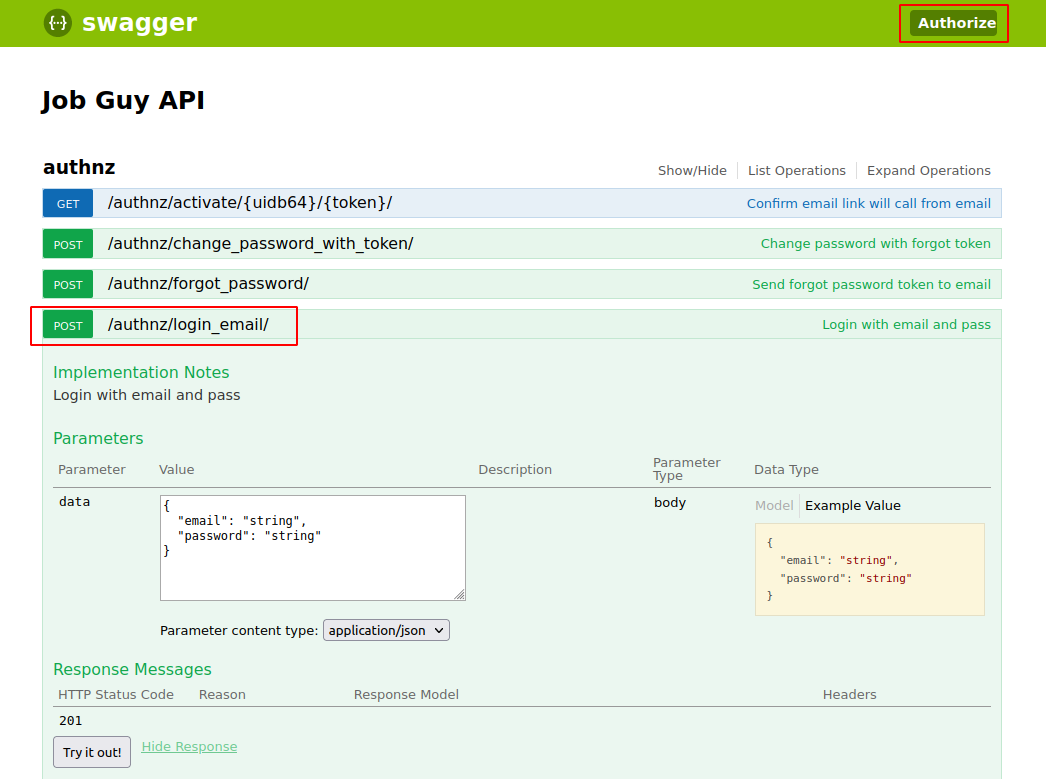 {···} swagger Authorize
Job Guy API
authnz Show/Hide List Operations Expand Operations
GET /authnz/activate/{uidb64}/{token}/ Confirm email link will call from email
POST /authnz/change_password_with_token/ Change password with forgot token
POST /authnz/forgot_password/ Send forgot password token to email
POST /authnz/login_email/ Login with email and pass
Implementation Notes
Login with email and pass
Parameters
Parameter Value Description Parameter Type Data Type
data
{
"email": "string",
"password": "string"
}
body
Model Example Value
{
"email": "string",
"password": "string"
}
Parameter content type: application/json
Response Messages
HTTP Status Code Reason Response Model Headers
201
Try it out! Hide Response